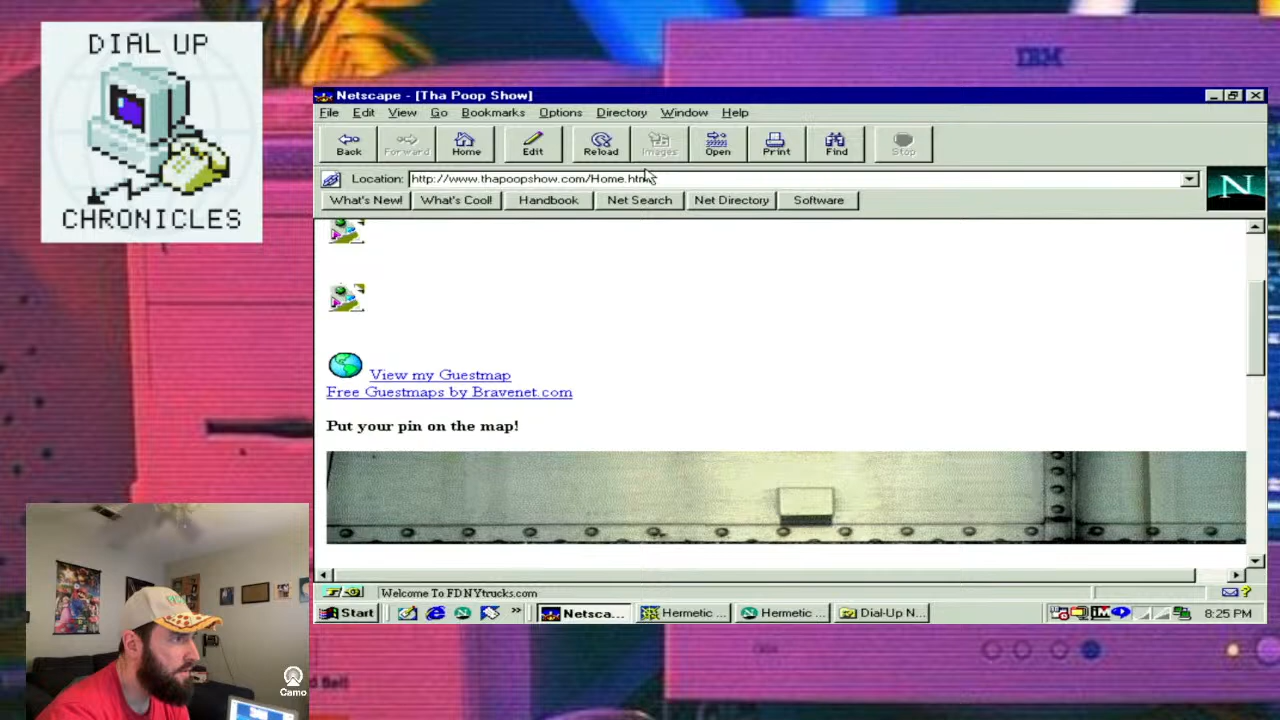 DIAL UP
CHRONICLES
IBM
Netscape - [Tha Poop Show]
File Edit View Go Bookmarks Options Directory Window Help
Back Forward Home Edit Reload Images Open Print Find Stop
Location: http://www.thapoopshow.com/Home.html
N
What's New! What's Cool! Handbook Net Search Net Directory Software
View my Guestmap
Free Guestmaps by Bravenet.com
Put your pin on the map!
Welcome To FDNYtrucks.com
Start Netsca... Hermetic ... Hermetic ... Dial-Up N... 8:25 PM
Camo